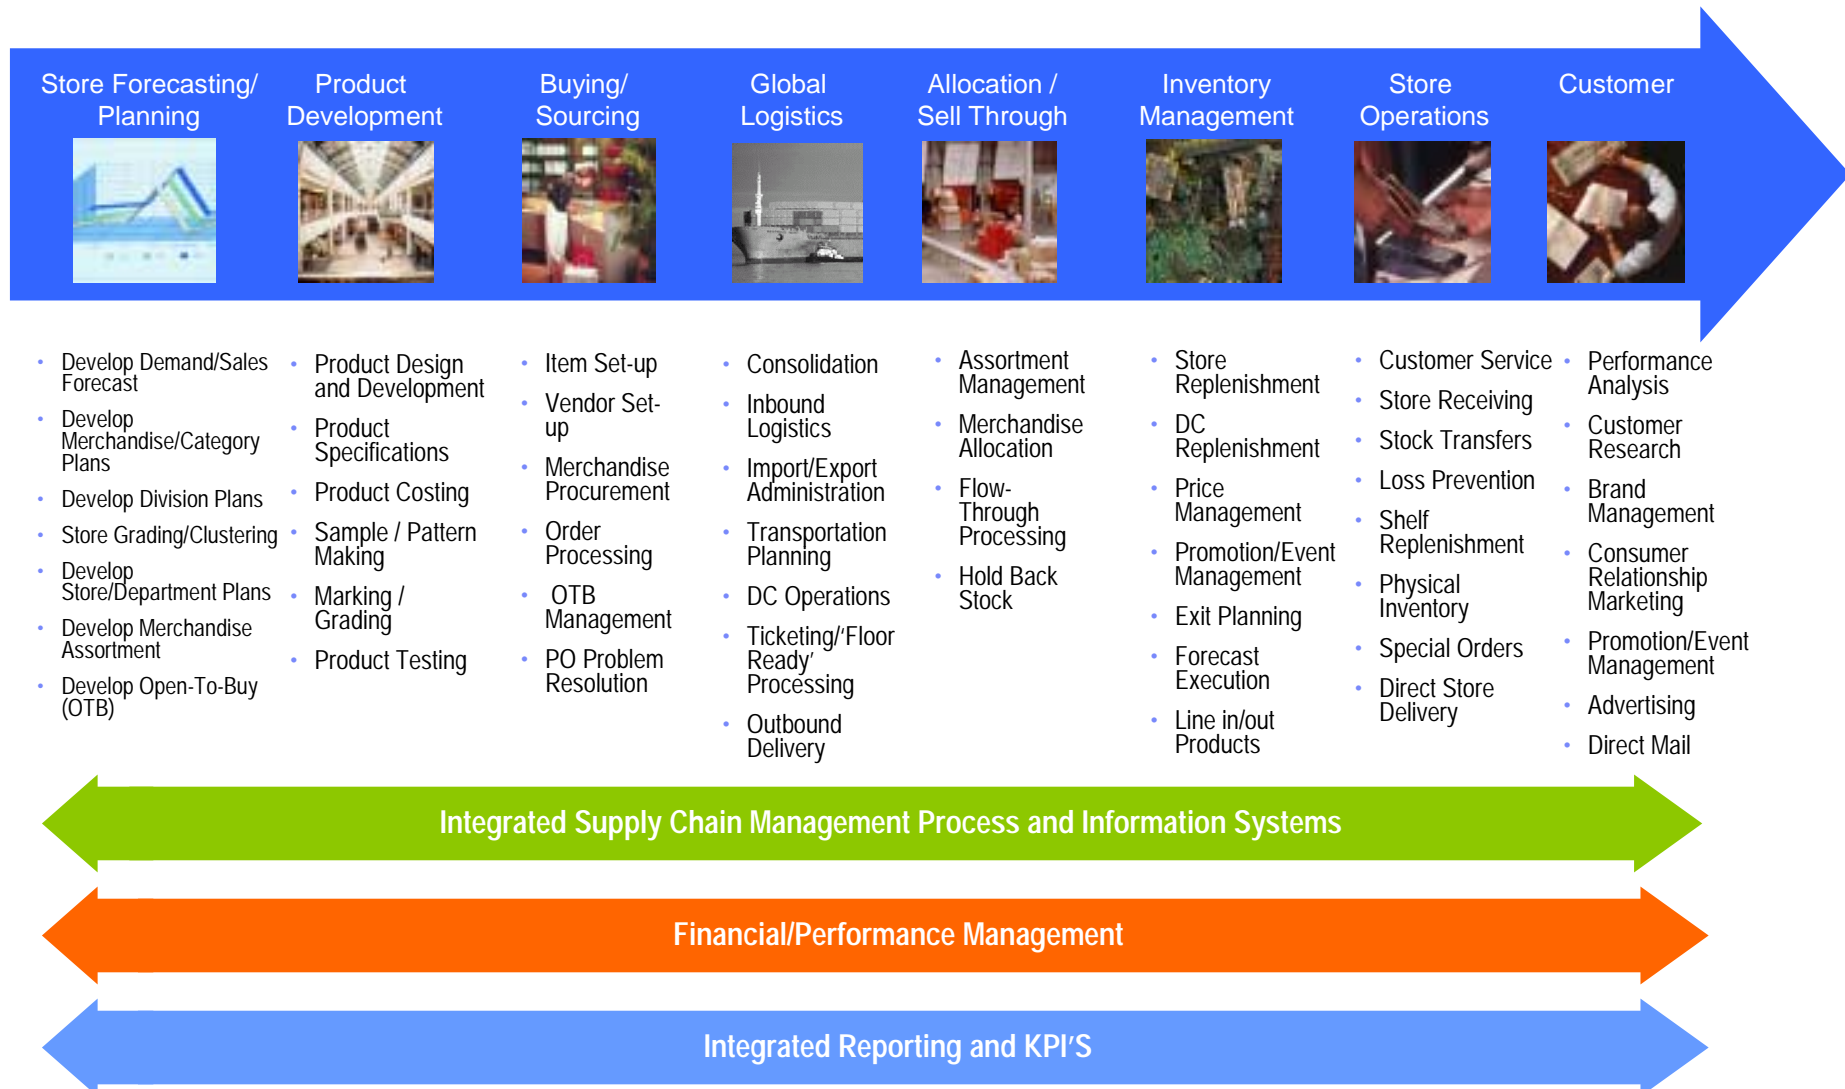 Store Forecasting/
Planning
Product
Development
Buying/
Sourcing
Global
Logistics
Allocation /
Sell Through
Inventory
Management
Store
Operations
Customer
• Develop Demand/Sales
Forecast
• Develop
Merchandise/Category
Plans
• Develop Division Plans
• Store Grading/Clustering
• Develop
Store/Department Plans
• Develop Merchandise
Assortment
• Develop Open-To-Buy
(OTB)
• Product Design
and Development
• Product
Specifications
• Product Costing
• Sample / Pattern
Making
• Marking /
Grading
• Product Testing
• Item Set-up
• Vendor Set-
up
• Merchandise
Procurement
• Order
Processing
• OTB
Management
• PO Problem
Resolution
• Consolidation
• Inbound
Logistics
• Import/Export
Administration
• Transportation
Planning
• DC Operations
• Ticketing/‘Floor
Ready’
Processing
• Outbound
Delivery
• Assortment
Management
• Merchandise
Allocation
• Flow-
Through
Processing
• Hold Back
Stock
• Store
Replenishment
• DC
Replenishment
• Price
Management
• Promotion/Event
Management
• Exit Planning
• Forecast
Execution
• Line in/out
Products
• Customer Service
• Store Receiving
• Stock Transfers
• Loss Prevention
• Shelf
Replenishment
• Physical
Inventory
• Special Orders
• Direct Store
Delivery
• Performance
Analysis
• Customer
Research
• Brand
Management
• Consumer
Relationship
Marketing
• Promotion/Event
Management
• Advertising
• Direct Mail
Integrated Supply Chain Management Process and Information Systems
Financial/Performance Management
Integrated Reporting and KPI’S